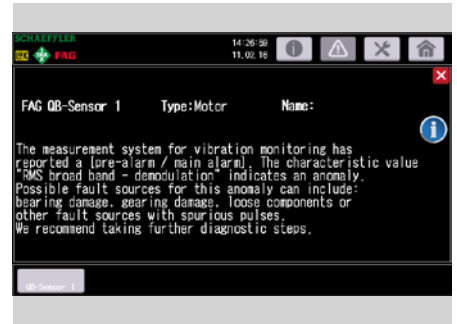 SCHAEFFLER
FAG
14:26:59
11.02.16
FAG QB-Sensor 1 Type:Motor Name:
The measurement system for vibration monitoring has
reported a [pre-alarm / main alarm]. The characteristic value
"RMS broad band - demodulation" indicates an anomaly.
Possible fault sources for this anomaly can include:
bearing damage. gearing damage. loose components or
other fault sources with spurious pulses.
We recommend taking further diagnostic steps.
QB-Sensor 1